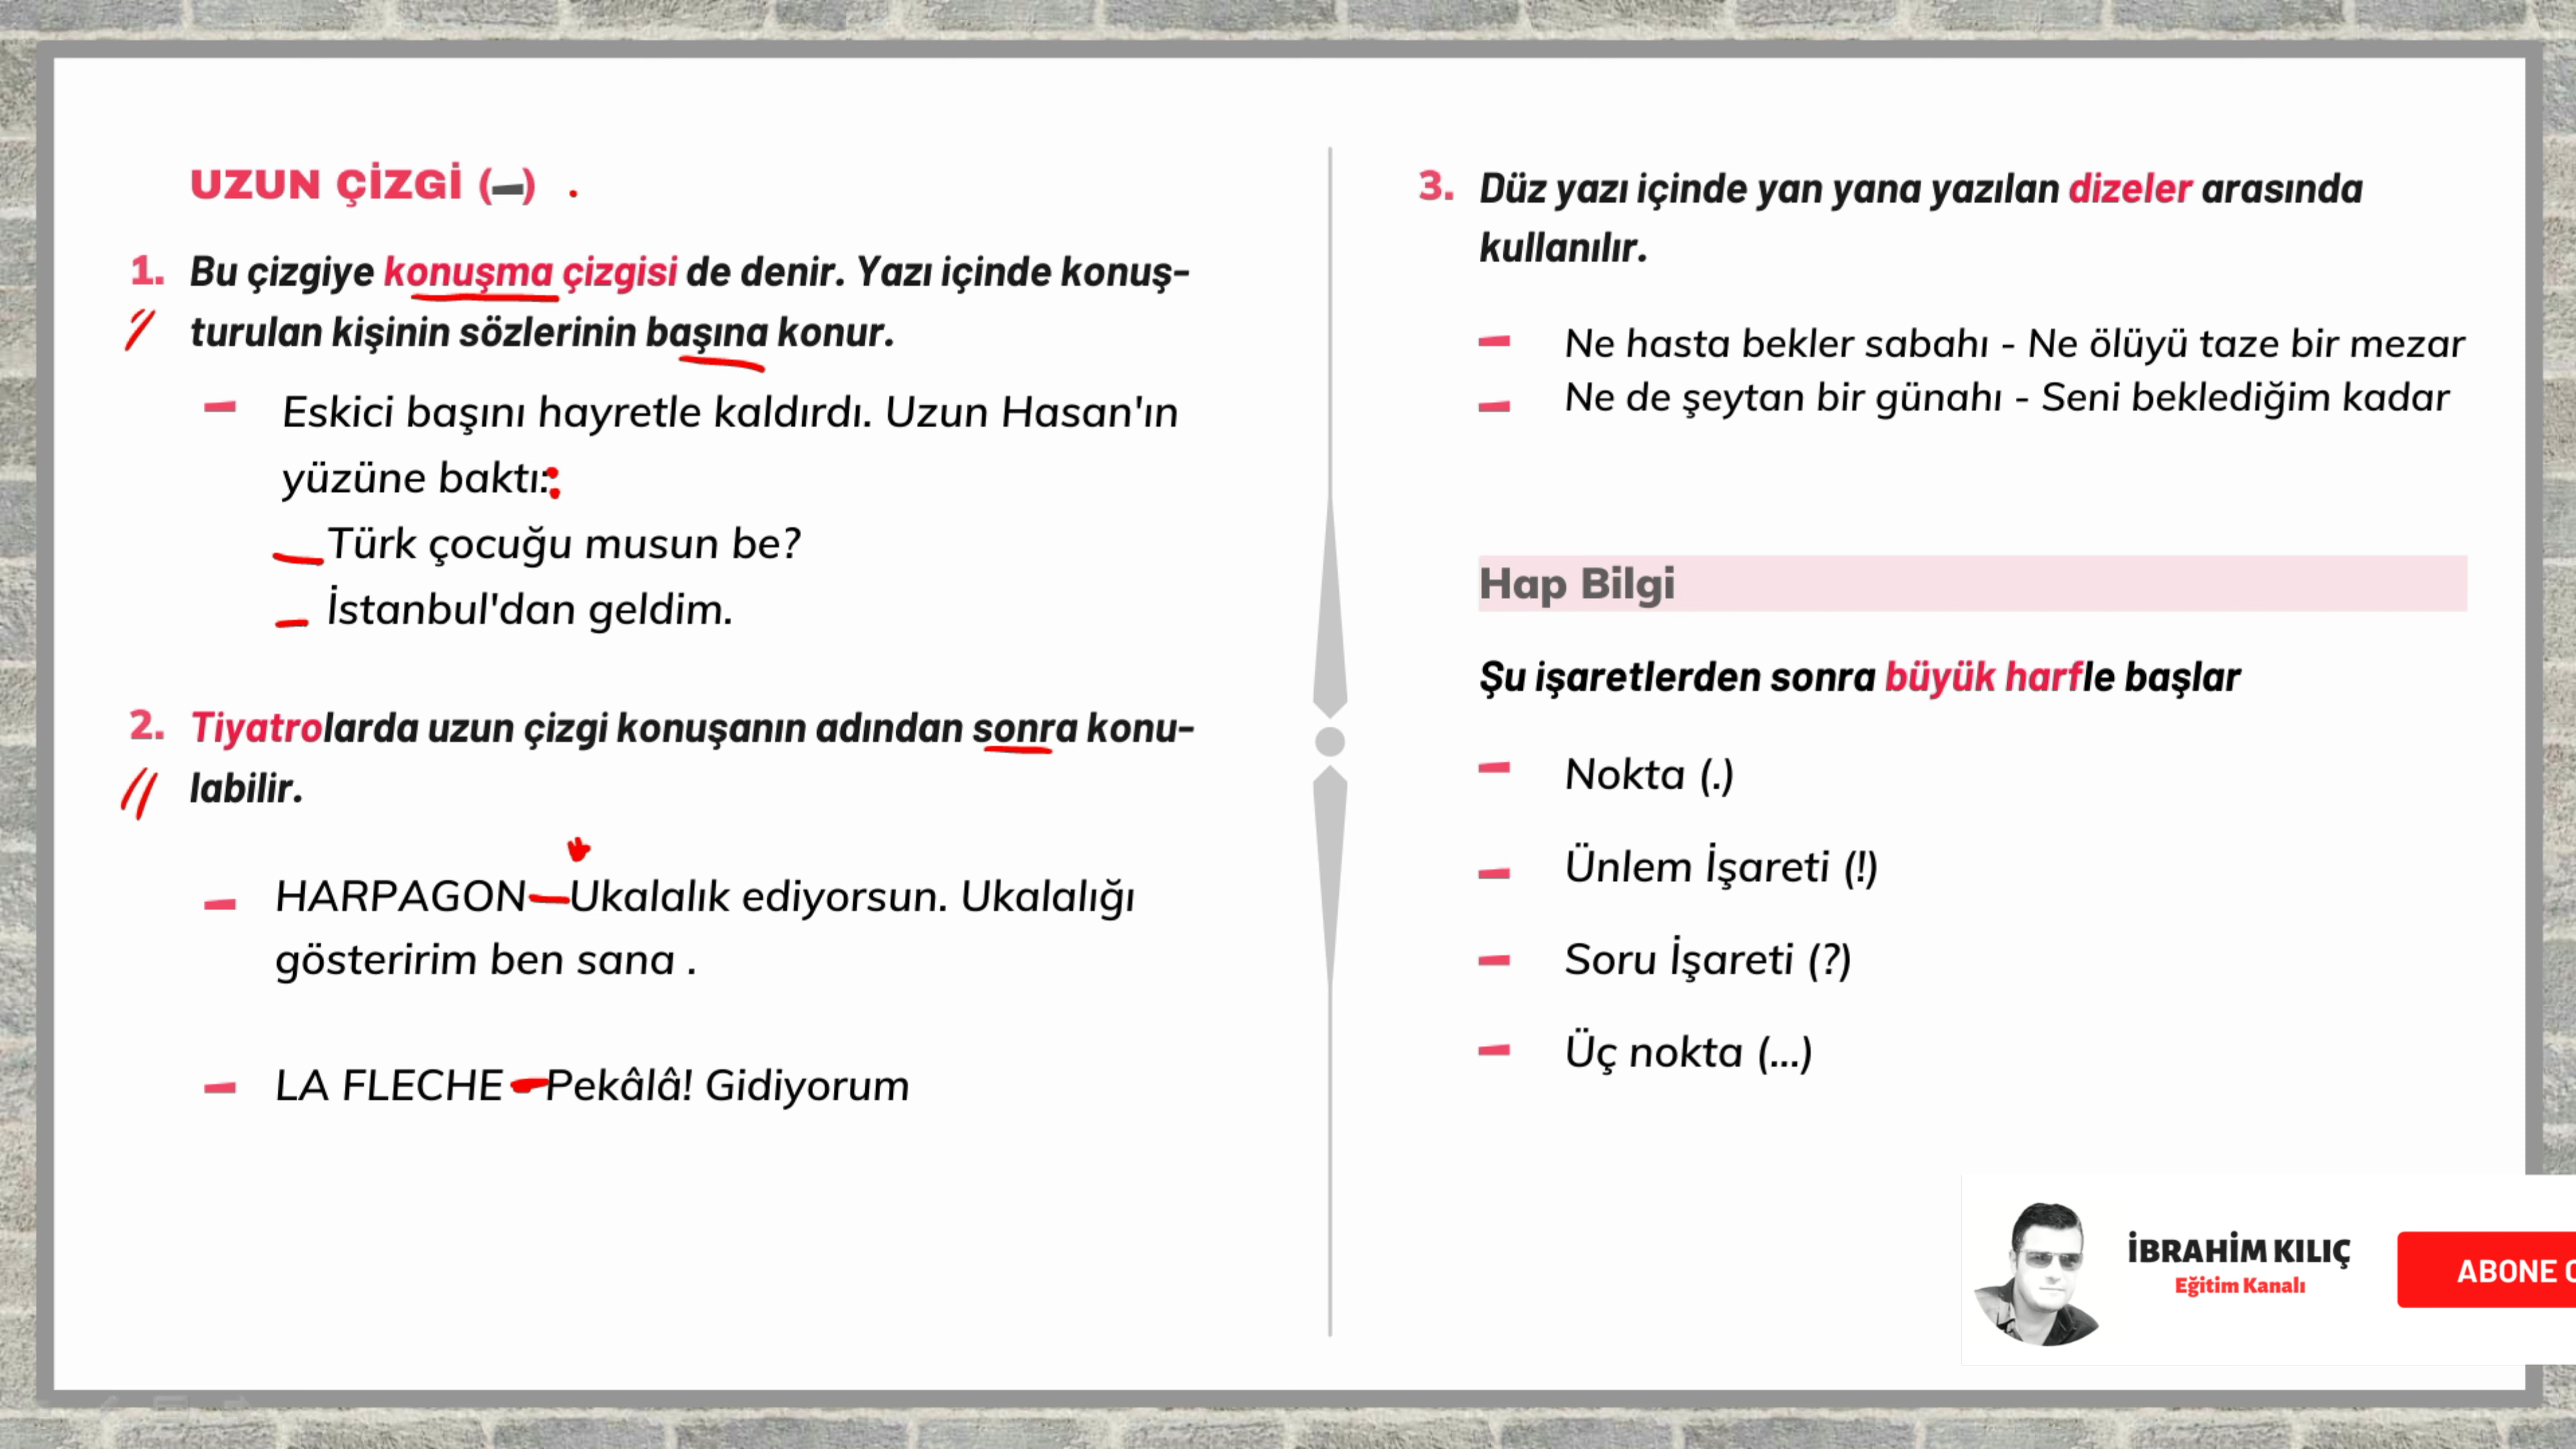 UZUN ÇİZGİ (—)
1. Bu çizgiye konuşma çizgisi de denir. Yazı içinde konuş-
turulan kişinin sözlerinin başına konur.
Eskici başını hayretle kaldırdı. Uzun Hasan'ın
yüzüne baktı:
— Türk çocuğu musun be?
— İstanbul'dan geldim.
2. Tiyatrolarda uzun çizgi konuşanın adından sonra konu-
labilir.
HARPAGON—Ukalalık ediyorsun. Ukalalığı
gösteririm ben sana .
LA FLECHE —Pekâlâ! Gidiyorum
3. Düz yazı içinde yan yana yazılan dizeler arasında
kullanılır.
Ne hasta bekler sabahı - Ne ölüyü taze bir mezar
Ne de şeytan bir günahı - Seni beklediğim kadar
Hap Bilgi
Şu işaretlerden sonra büyük harfle başlar
Nokta (.)
Ünlem İşareti (!)
Soru İşareti (?)
Üç nokta (...)
İBRAHİM KILIÇ
Eğitim Kanalı
ABONE